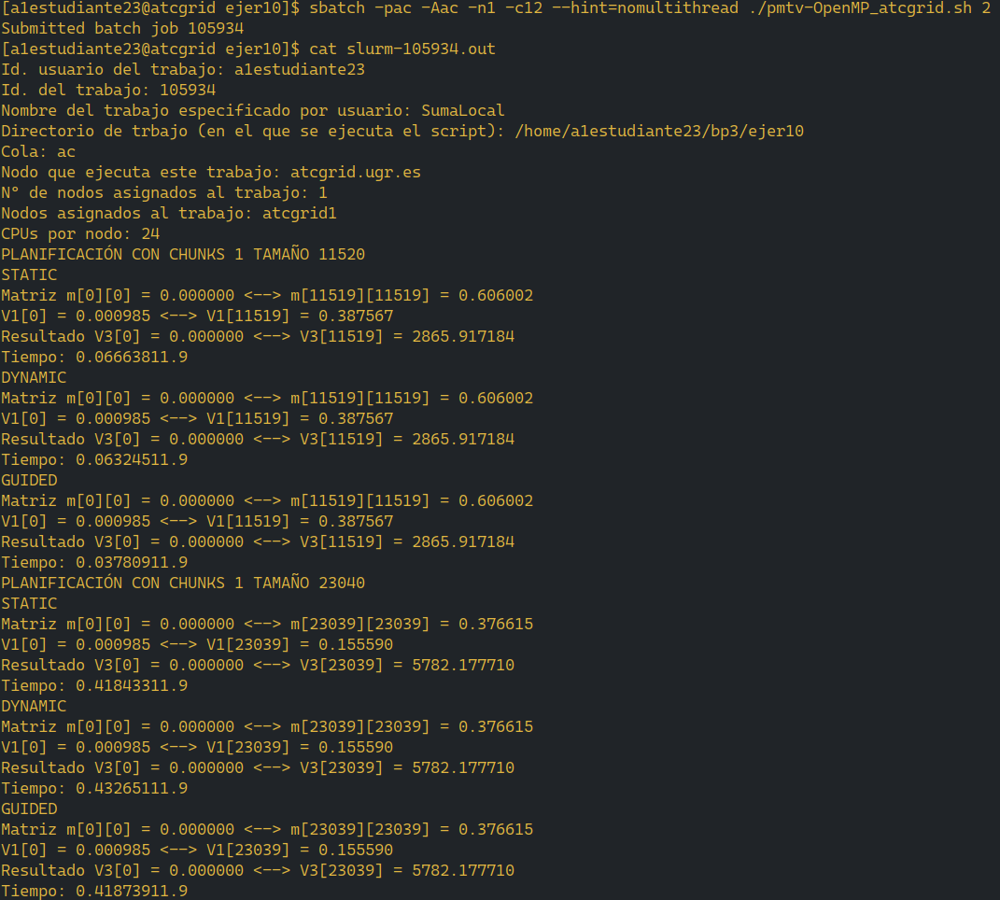 [a1estudiante23@atcgrid ejer10]$ sbatch -pac -Aac -n1 -c12 --hint=nomultithread ./pmtv-OpenMP_atcgrid.sh 2
Submitted batch job 105934
[a1estudiante23@atcgrid ejer10]$ cat slurm-105934.out
Id. usuario del trabajo: a1estudiante23
Id. del trabajo: 105934
Nombre del trabajo especificado por usuario: SumaLocal
Directorio de trbajo (en el que se ejecuta el script): /home/a1estudiante23/bp3/ejer10
Cola: ac
Nodo que ejecuta este trabajo: atcgrid.ugr.es
Nº de nodos asignados al trabajo: 1
Nodos asignados al trabajo: atcgrid1
CPUs por nodo: 24
PLANIFICACIÓN CON CHUNKS 1 TAMAÑO 11520
STATIC
Matriz m[0][0] = 0.000000 <--> m[11519][11519] = 0.606002
V1[0] = 0.000985 <--> V1[11519] = 0.387567
Resultado V3[0] = 0.000000 <--> V3[11519] = 2865.917184
Tiempo: 0.06663811.9
DYNAMIC
Matriz m[0][0] = 0.000000 <--> m[11519][11519] = 0.606002
V1[0] = 0.000985 <--> V1[11519] = 0.387567
Resultado V3[0] = 0.000000 <--> V3[11519] = 2865.917184
Tiempo: 0.06324511.9
GUIDED
Matriz m[0][0] = 0.000000 <--> m[11519][11519] = 0.606002
V1[0] = 0.000985 <--> V1[11519] = 0.387567
Resultado V3[0] = 0.000000 <--> V3[11519] = 2865.917184
Tiempo: 0.03780911.9
PLANIFICACIÓN CON CHUNKS 1 TAMAÑO 23040
STATIC
Matriz m[0][0] = 0.000000 <--> m[23039][23039] = 0.376615
V1[0] = 0.000985 <--> V1[23039] = 0.155590
Resultado V3[0] = 0.000000 <--> V3[23039] = 5782.177710
Tiempo: 0.41843311.9
DYNAMIC
Matriz m[0][0] = 0.000000 <--> m[23039][23039] = 0.376615
V1[0] = 0.000985 <--> V1[23039] = 0.155590
Resultado V3[0] = 0.000000 <--> V3[23039] = 5782.177710
Tiempo: 0.43265111.9
GUIDED
Matriz m[0][0] = 0.000000 <--> m[23039][23039] = 0.376615
V1[0] = 0.000985 <--> V1[23039] = 0.155590
Resultado V3[0] = 0.000000 <--> V3[23039] = 5782.177710
Tiempo: 0.41873911.9